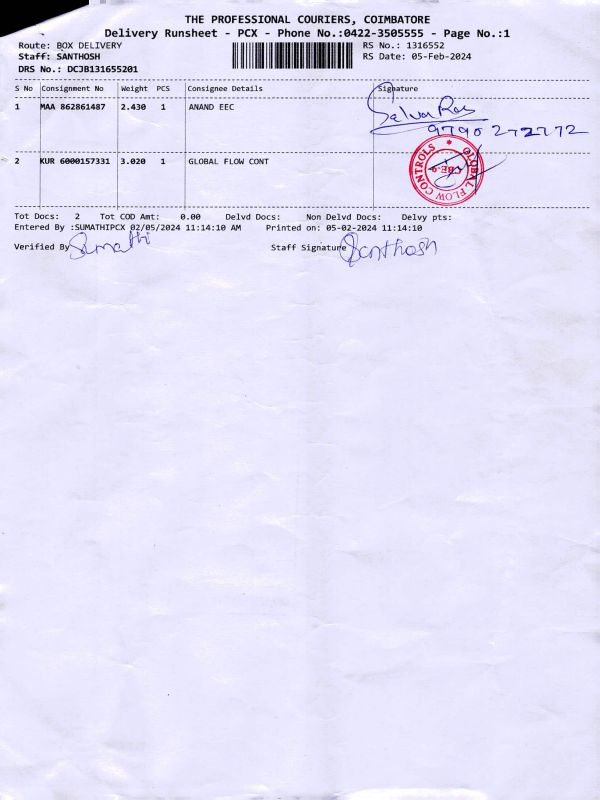 THE PROFESSIONAL COURIERS, COIMBATORE
Delivery Runsheet - PCX - Phone No.:0422-3505555 - Page No.:1
Route: BOX DELIVERY RS No.: 1316552
Staff: SANTHOSH RS Date: 05-Feb-2024
DRS No.: DCJB131655201
S No Consignment No Weight PCS Consignee Details Signature
1 MAA 862861487 2.430 1 ANAND EEC
Selva Raj
9790272772
2 KUR 6000157331 3.020 1 GLOBAL FLOW CONT
GLOBAL FLOW CONTROLS
CBE-9
Tot Docs: 2 Tot COD Amt: 0.00 Delvd Docs: Non Delvd Docs: Delvy pts:
Entered By :SUMATHIPCX 02/05/2024 11:14:10 AM Printed on: 05-02-2024 11:14:10
Verified By Sumathi Staff Signature Santhosh